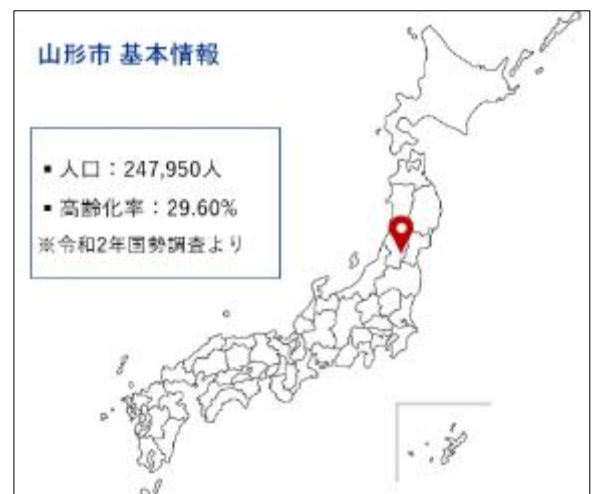 山形市 基本情報
▪ 人口：247,950人
▪ 高齢化率：29.60%
※令和2年国勢調査より